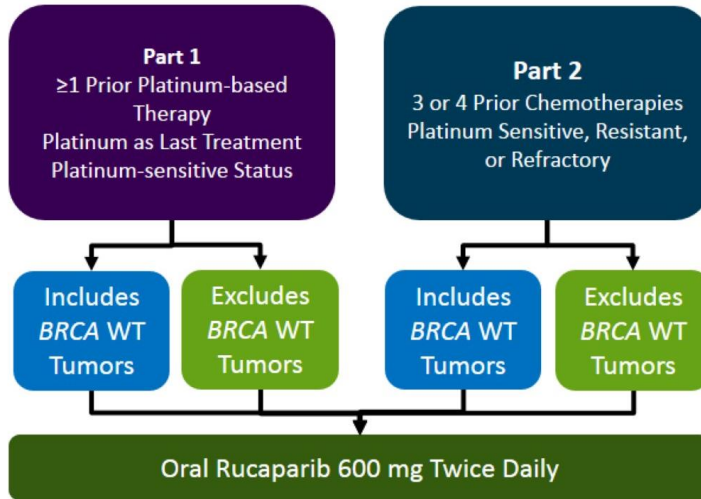 Part 1
≥1 Prior Platinum-based
Therapy
Platinum as Last Treatment
Platinum-sensitive Status
Part 2
3 or 4 Prior Chemotherapies
Platinum Sensitive, Resistant,
or Refractory
Includes
BRCA WT
Tumors
Excludes
BRCA WT
Tumors
Includes
BRCA WT
Tumors
Excludes
BRCA WT
Tumors
Oral Rucaparib 600 mg Twice Daily